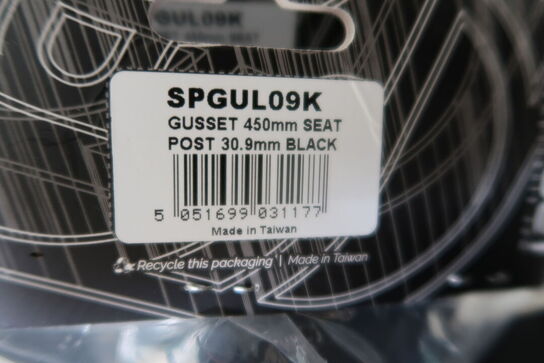 GUL09K
SPGUL09K
GUSSET 450mm SEAT
POST 30.9mm BLACK
5 051699 031177
Made in Taiwan
Recycle this packaging | Made in Taiwan